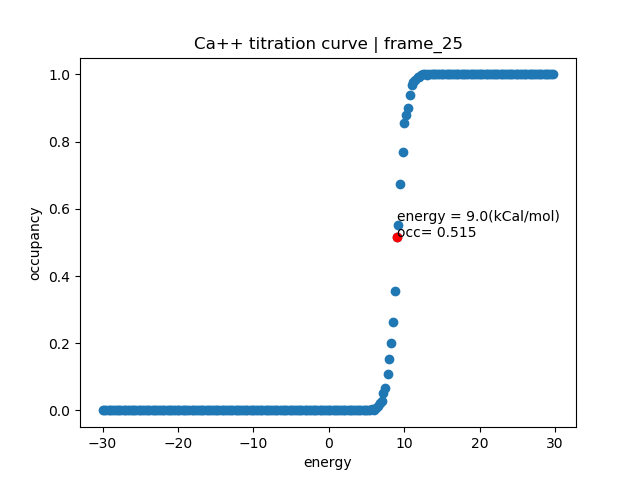 Ca++ titration curve | frame_25
1.0
0.8
0.6
0.4
0.2
0.0
occupancy
energy = 9.0(kCal/mol)
occ= 0.515
−30
−20
−10
0
10
20
30
energy